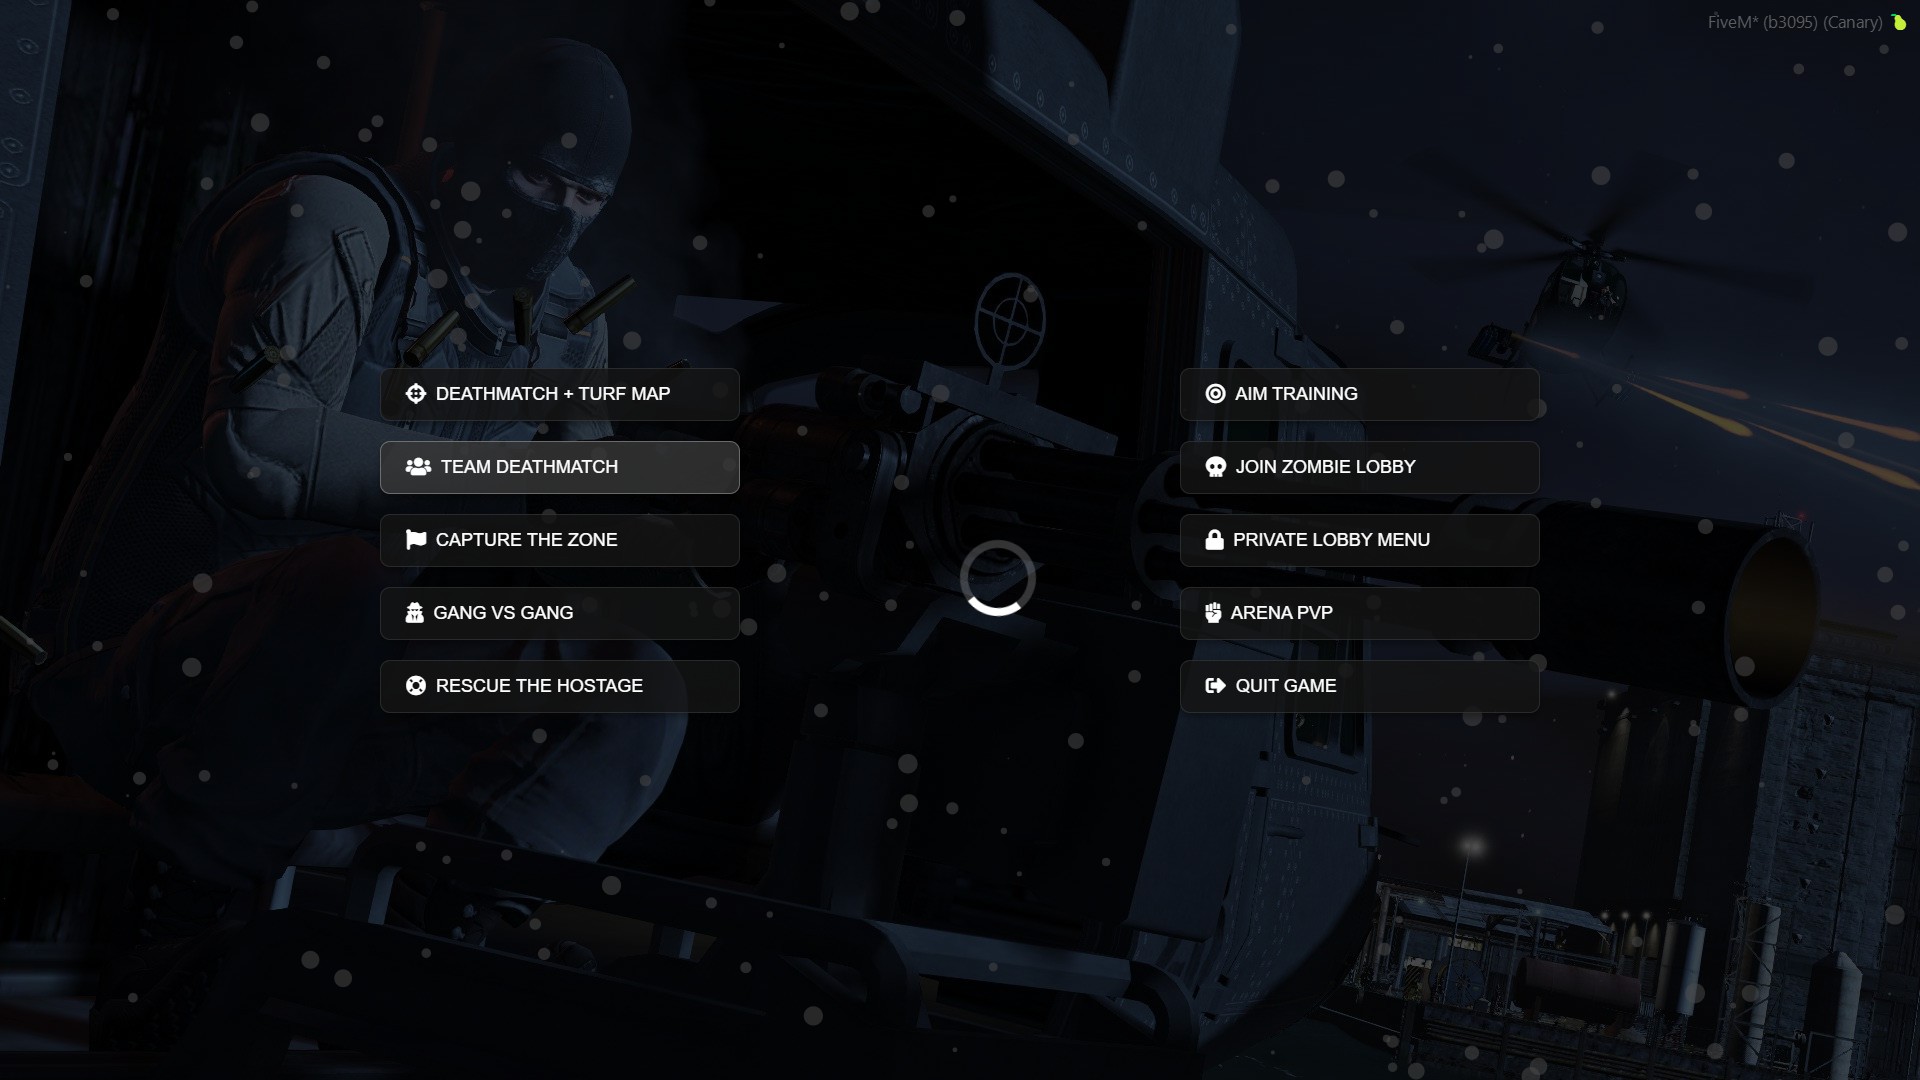 FiveM* (b3095) (Canary)
DEATHMATCH + TURF MAP
TEAM DEATHMATCH
CAPTURE THE ZONE
GANG VS GANG
RESCUE THE HOSTAGE
AIM TRAINING
JOIN ZOMBIE LOBBY
PRIVATE LOBBY MENU
ARENA PVP
QUIT GAME